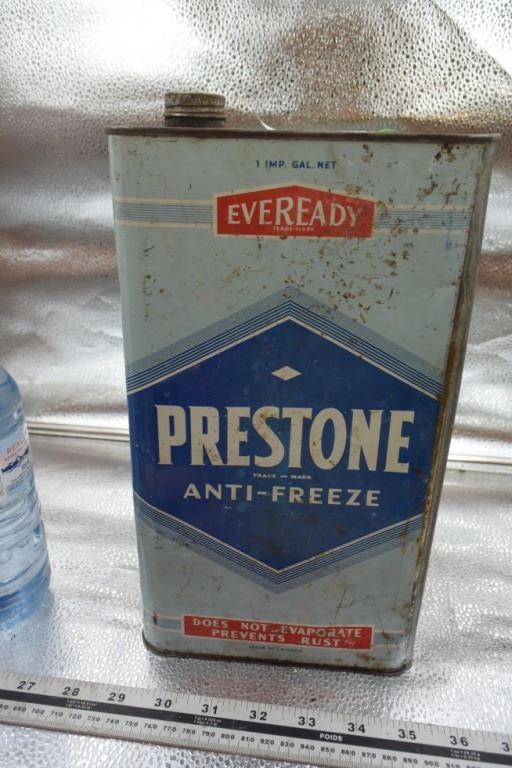 1 IMP. GAL. NET
EVEREADY
TRADE-MARK
PRESTONE
TRADE - MARK
ANTI-FREEZE
DOES NOT EVAPORATE
PREVENTS RUST
MADE IN CANADA
REAL
27 28 29 30 31 32 33 34 35 36
POIDS